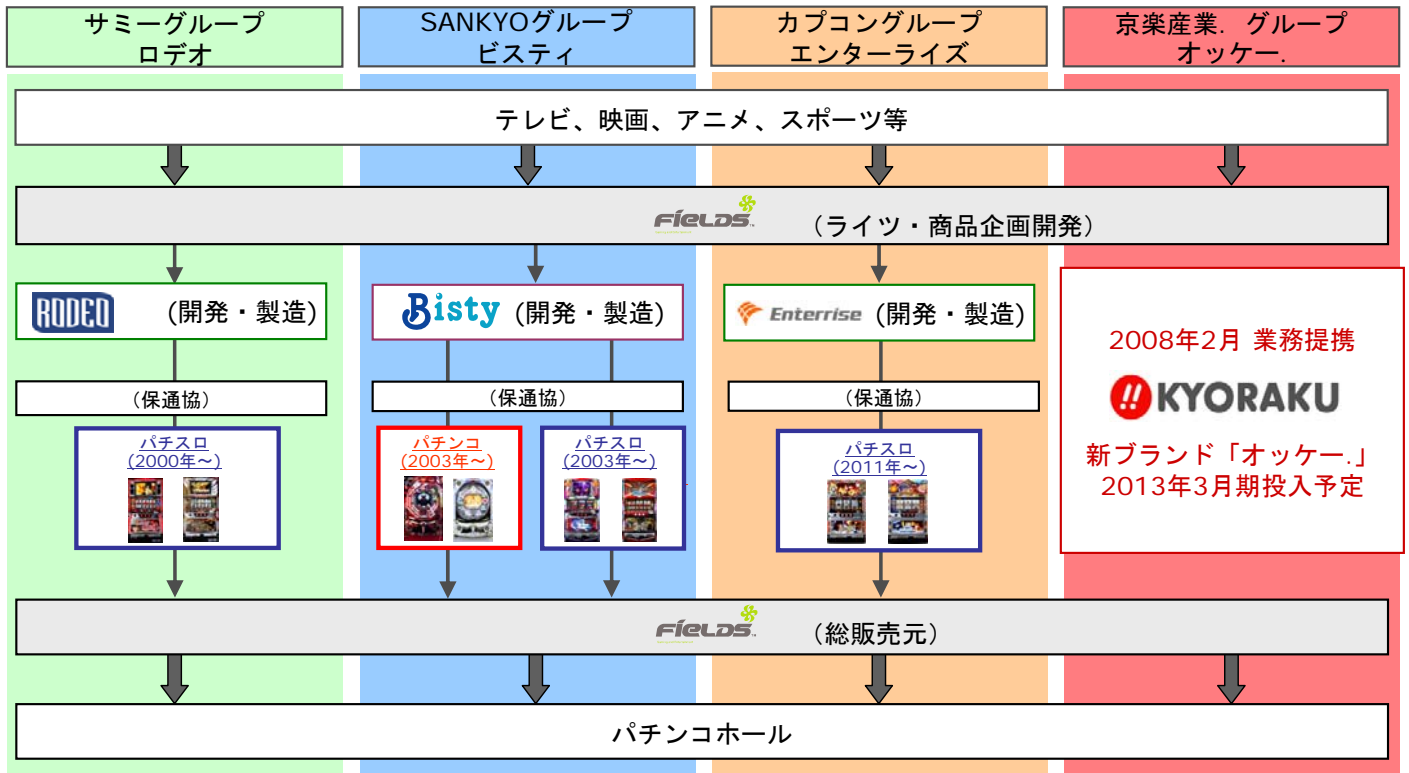 サミーグループ
ロデオ
SANKYOグループ
ビスティ
カプコングループ
エンターライズ
京楽産業. グループ
オッケー.
テレビ、映画、アニメ、スポーツ等
FIELDS (ライツ・商品企画開発)
RODEO (開発・製造)
Bisty (開発・製造)
Enterrise (開発・製造)
2008年2月 業務提携
!! KYORAKU
新ブランド「オッケー.」
2013年3月期投入予定
(保通協)
(保通協)
(保通協)
パチスロ
(2000年~)
パチンコ
(2003年~)
パチスロ
(2003年~)
パチスロ
(2011年~)
FIELDS (総販売元)
パチンコホール